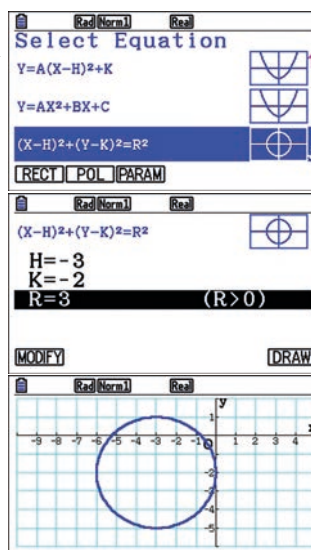 Rad Norm1 Real
Select Equation
Y=A(X-H)²+K
Y=AX²+BX+C
(X-H)²+(Y-K)²=R²
RECT POL PARAM
Rad Norm1 Real
(X-H)²+(Y-K)²=R²
H=-3
K=-2
R=3 (R>0)
MODIFY DRAW
Rad Norm1 Real
y
1
-9 -8 -7 -6 -5 -4 -3 -2 -1 1 2 3 4 x
-2
-3
-4
-5